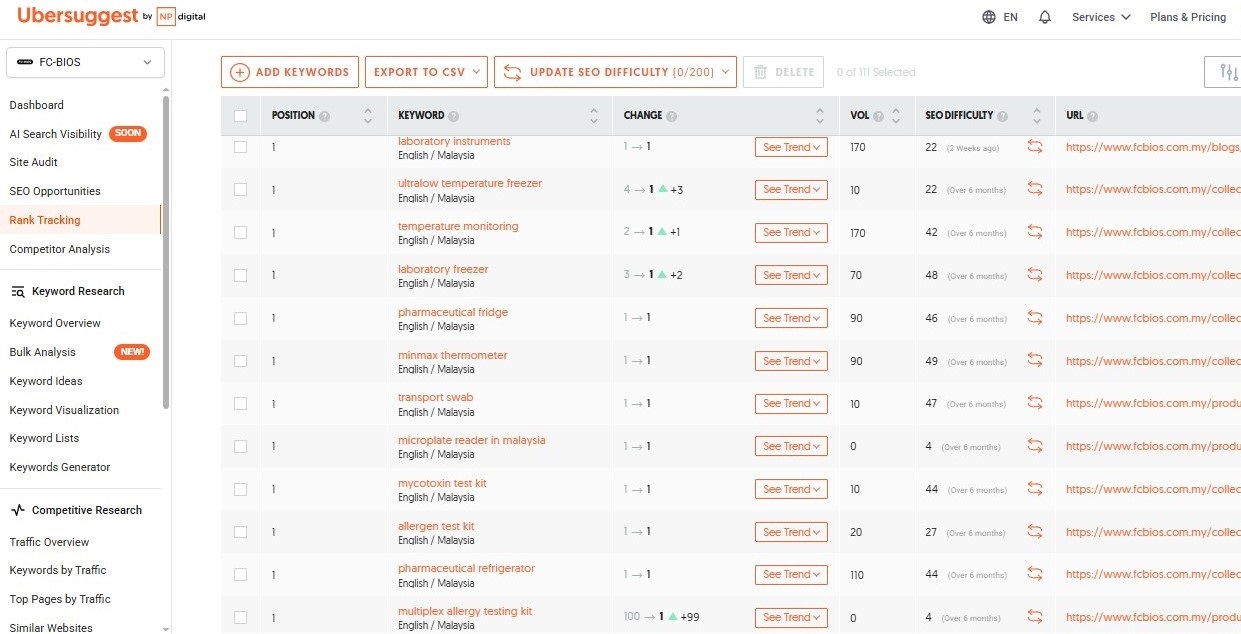 Ubersuggest by NP digital
EN Services Plans & Pricing
FC-BIOS
Dashboard
AI Search Visibility SOON
Site Audit
SEO Opportunities
Rank Tracking
Competitor Analysis
Keyword Research
Keyword Overview
Bulk Analysis NEW!
Keyword Ideas
Keyword Visualization
Keyword Lists
Keywords Generator
Competitive Research
Traffic Overview
Keywords by Traffic
Top Pages by Traffic
Similar Websites
ADD KEYWORDS EXPORT TO CSV UPDATE SEO DIFFICULTY (0/200) DELETE 0 of 111 Selected
POSITION ? KEYWORD ? CHANGE ? VOL ? SEO DIFFICULTY ? URL ?
1 laboratory instruments 1 → 1 See Trend 170 22 (2 Weeks ago) https://www.fcbios.com.my/blogs,
English / Malaysia
1 ultralow temperature freezer 4 → 1 ▲ +3 See Trend 10 22 (Over 6 months) https://www.fcbios.com.my/collec
English / Malaysia
1 temperature monitoring 2 → 1 ▲ +1 See Trend 170 42 (Over 6 months) https://www.fcbios.com.my/collec
English / Malaysia
1 laboratory freezer 3 → 1 ▲ +2 See Trend 70 48 (Over 6 months) https://www.fcbios.com.my/collec
English / Malaysia
1 pharmaceutical fridge 1 → 1 See Trend 90 46 (Over 6 months) https://www.fcbios.com.my/collec
English / Malaysia
1 minmax thermometer 1 → 1 See Trend 90 49 (Over 6 months) https://www.fcbios.com.my/collec
English / Malaysia
1 transport swab 1 → 1 See Trend 10 47 (Over 6 months) https://www.fcbios.com.my/produ
English / Malaysia
1 microplate reader in malaysia 1 → 1 See Trend 0 4 (Over 6 months) https://www.fcbios.com.my/produ
English / Malaysia
1 mycotoxin test kit 1 → 1 See Trend 10 44 (Over 6 months) https://www.fcbios.com.my/collec
English / Malaysia
1 allergen test kit 1 → 1 See Trend 20 27 (Over 6 months) https://www.fcbios.com.my/collec
English / Malaysia
1 pharmaceutical refrigerator 1 → 1 See Trend 110 44 (Over 6 months) https://www.fcbios.com.my/collec
English / Malaysia
1 multiplex allergy testing kit 100 → 1 ▲ +99 See Trend 0 4 (Over 6 months) https://www.fcbios.com.my/produ
English / Malaysia